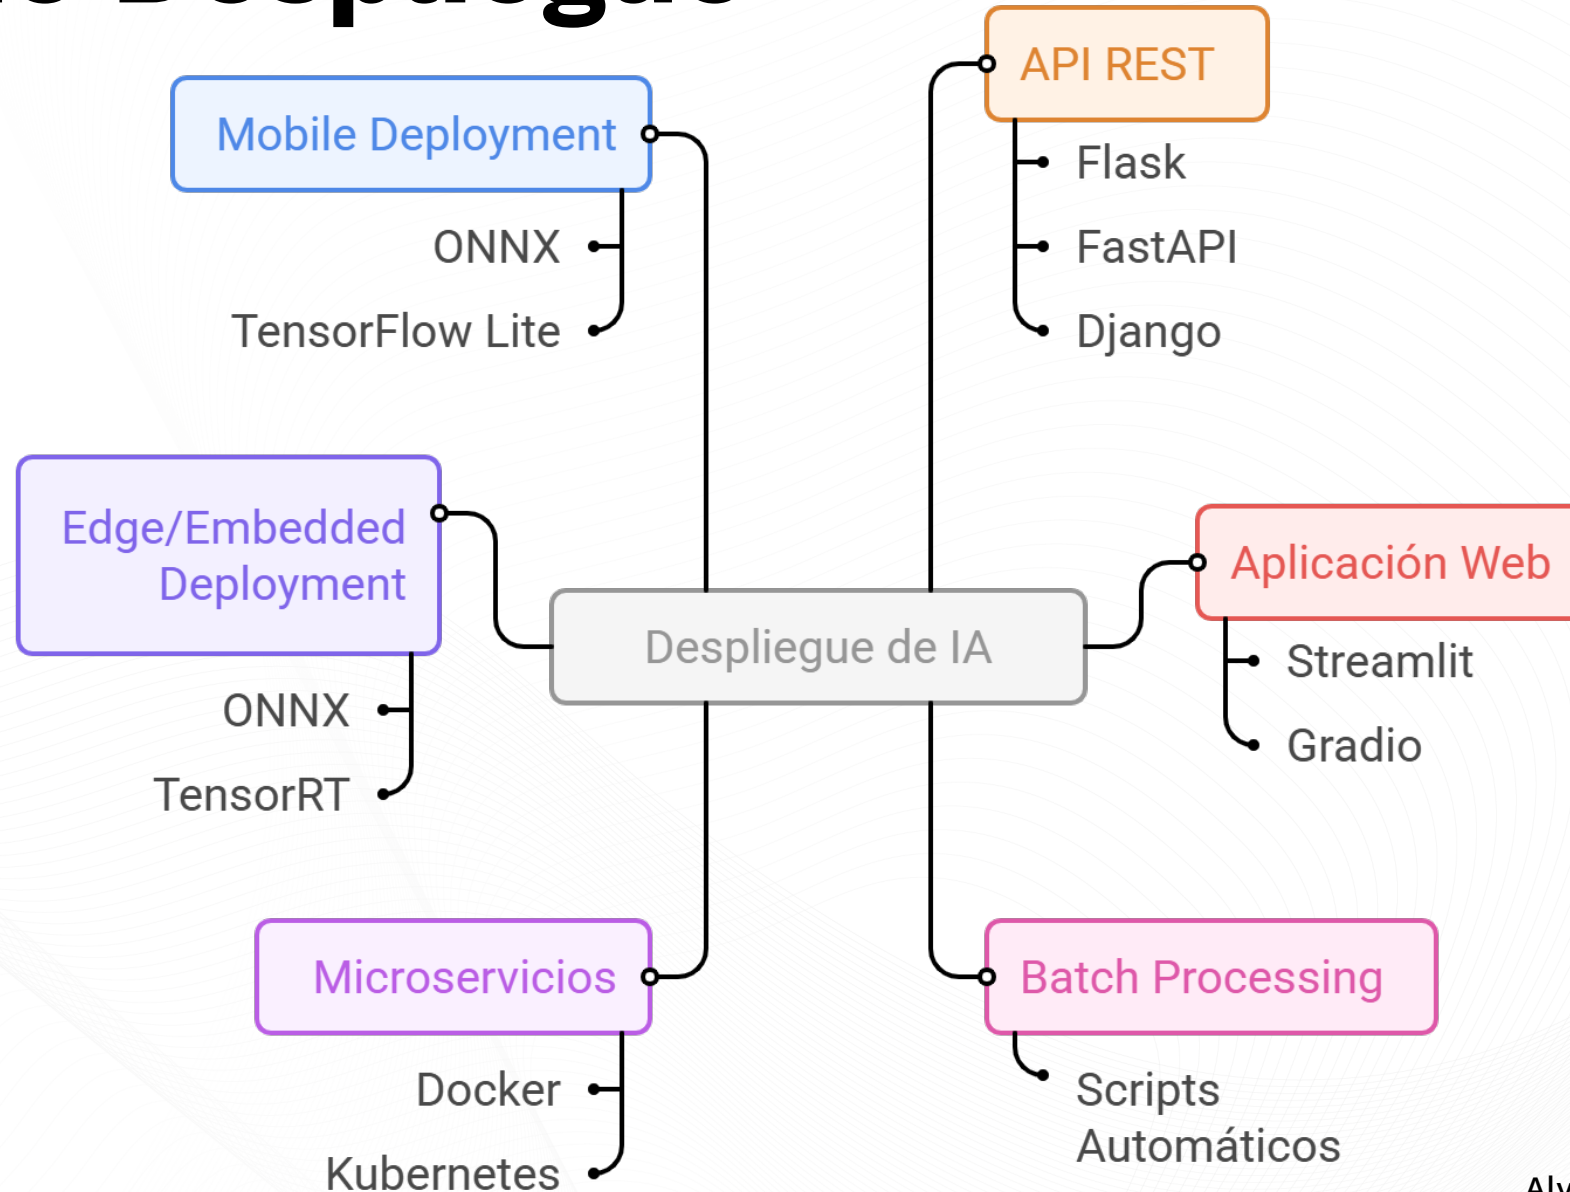 Despliegue
API REST
Flask
FastAPI
Django
Mobile Deployment
ONNX
TensorFlow Lite
Edge/Embedded
Deployment
ONNX
TensorRT
Despliegue de IA
Aplicación Web
Streamlit
Gradio
Microservicios
Docker
Kubernetes
Batch Processing
Scripts
Automáticos